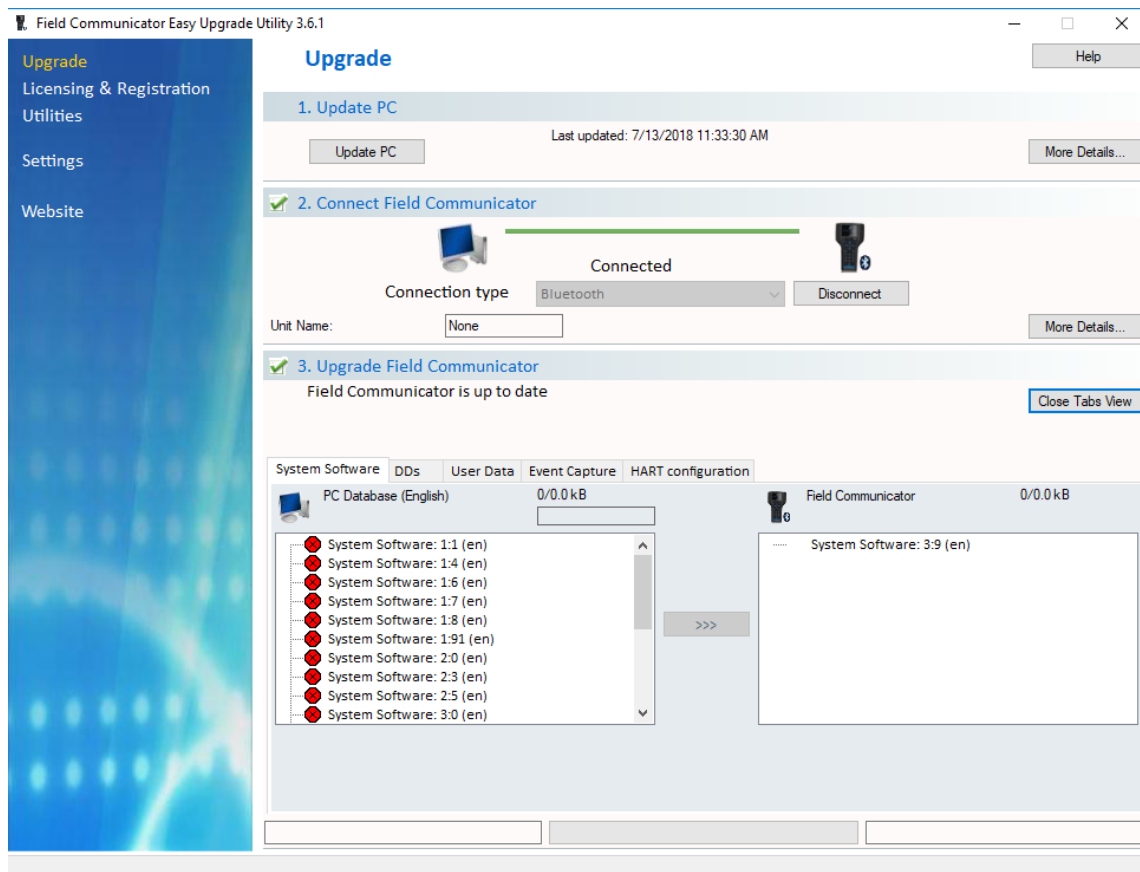 Field Communicator Easy Upgrade Utility 3.6.1
Upgrade
Licensing & Registration
Utilities
Settings
Website
Upgrade
Help
1. Update PC
Last updated: 7/13/2018 11:33:30 AM
Update PC
More Details...
2. Connect Field Communicator
Connected
Connection type
Bluetooth
Disconnect
Unit Name:
None
More Details...
3. Upgrade Field Communicator
Field Communicator is up to date
Close Tabs View
System Software
DDs
User Data
Event Capture
HART configuration
PC Database (English)
0/0.0 kB
Field Communicator
0/0.0 kB
System Software: 1:1 (en)
System Software: 1:4 (en)
System Software: 1:6 (en)
System Software: 1:7 (en)
System Software: 1:8 (en)
System Software: 1:91 (en)
System Software: 2:0 (en)
System Software: 2:3 (en)
System Software: 2:5 (en)
System Software: 3:0 (en)
>>>
System Software: 3:9 (en)